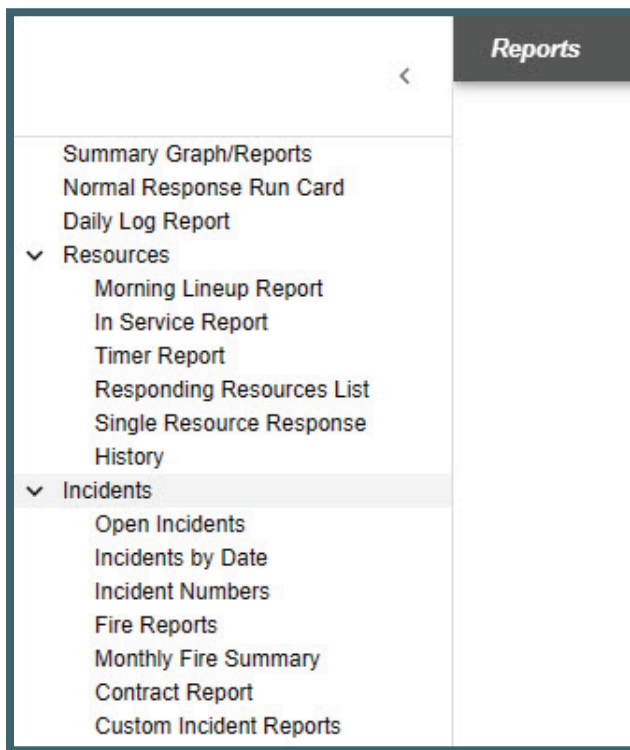 Reports
Summary Graph/Reports
Normal Response Run Card
Daily Log Report
Resources
Morning Lineup Report
In Service Report
Timer Report
Responding Resources List
Single Resource Response
History
Incidents
Open Incidents
Incidents by Date
Incident Numbers
Fire Reports
Monthly Fire Summary
Contract Report
Custom Incident Reports